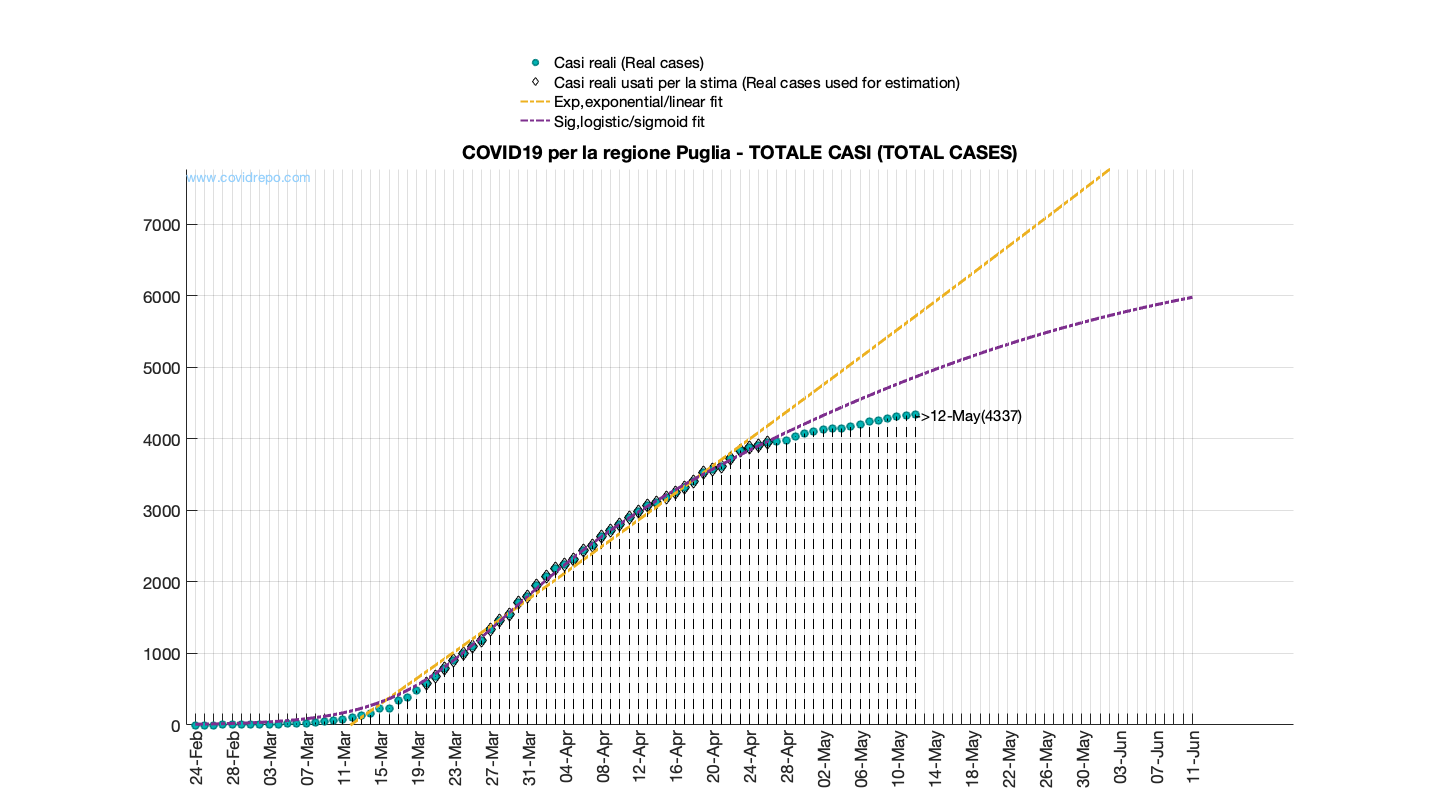 Casi reali (Real cases)
Casi reali usati per la stima (Real cases used for estimation)
Exp,exponential/linear fit
Sig,logistic/sigmoid fit
COVID19 per la regione Puglia - TOTALE CASI (TOTAL CASES)
www.covidrepo.com
7000
6000
5000
4000
3000
2000
1000
0
->12-May(4337)
24-Feb
28-Feb
03-Mar
07-Mar
11-Mar
15-Mar
19-Mar
23-Mar
27-Mar
31-Mar
04-Apr
08-Apr
12-Apr
16-Apr
20-Apr
24-Apr
28-Apr
02-May
06-May
10-May
14-May
18-May
22-May
26-May
30-May
03-Jun
07-Jun
11-Jun